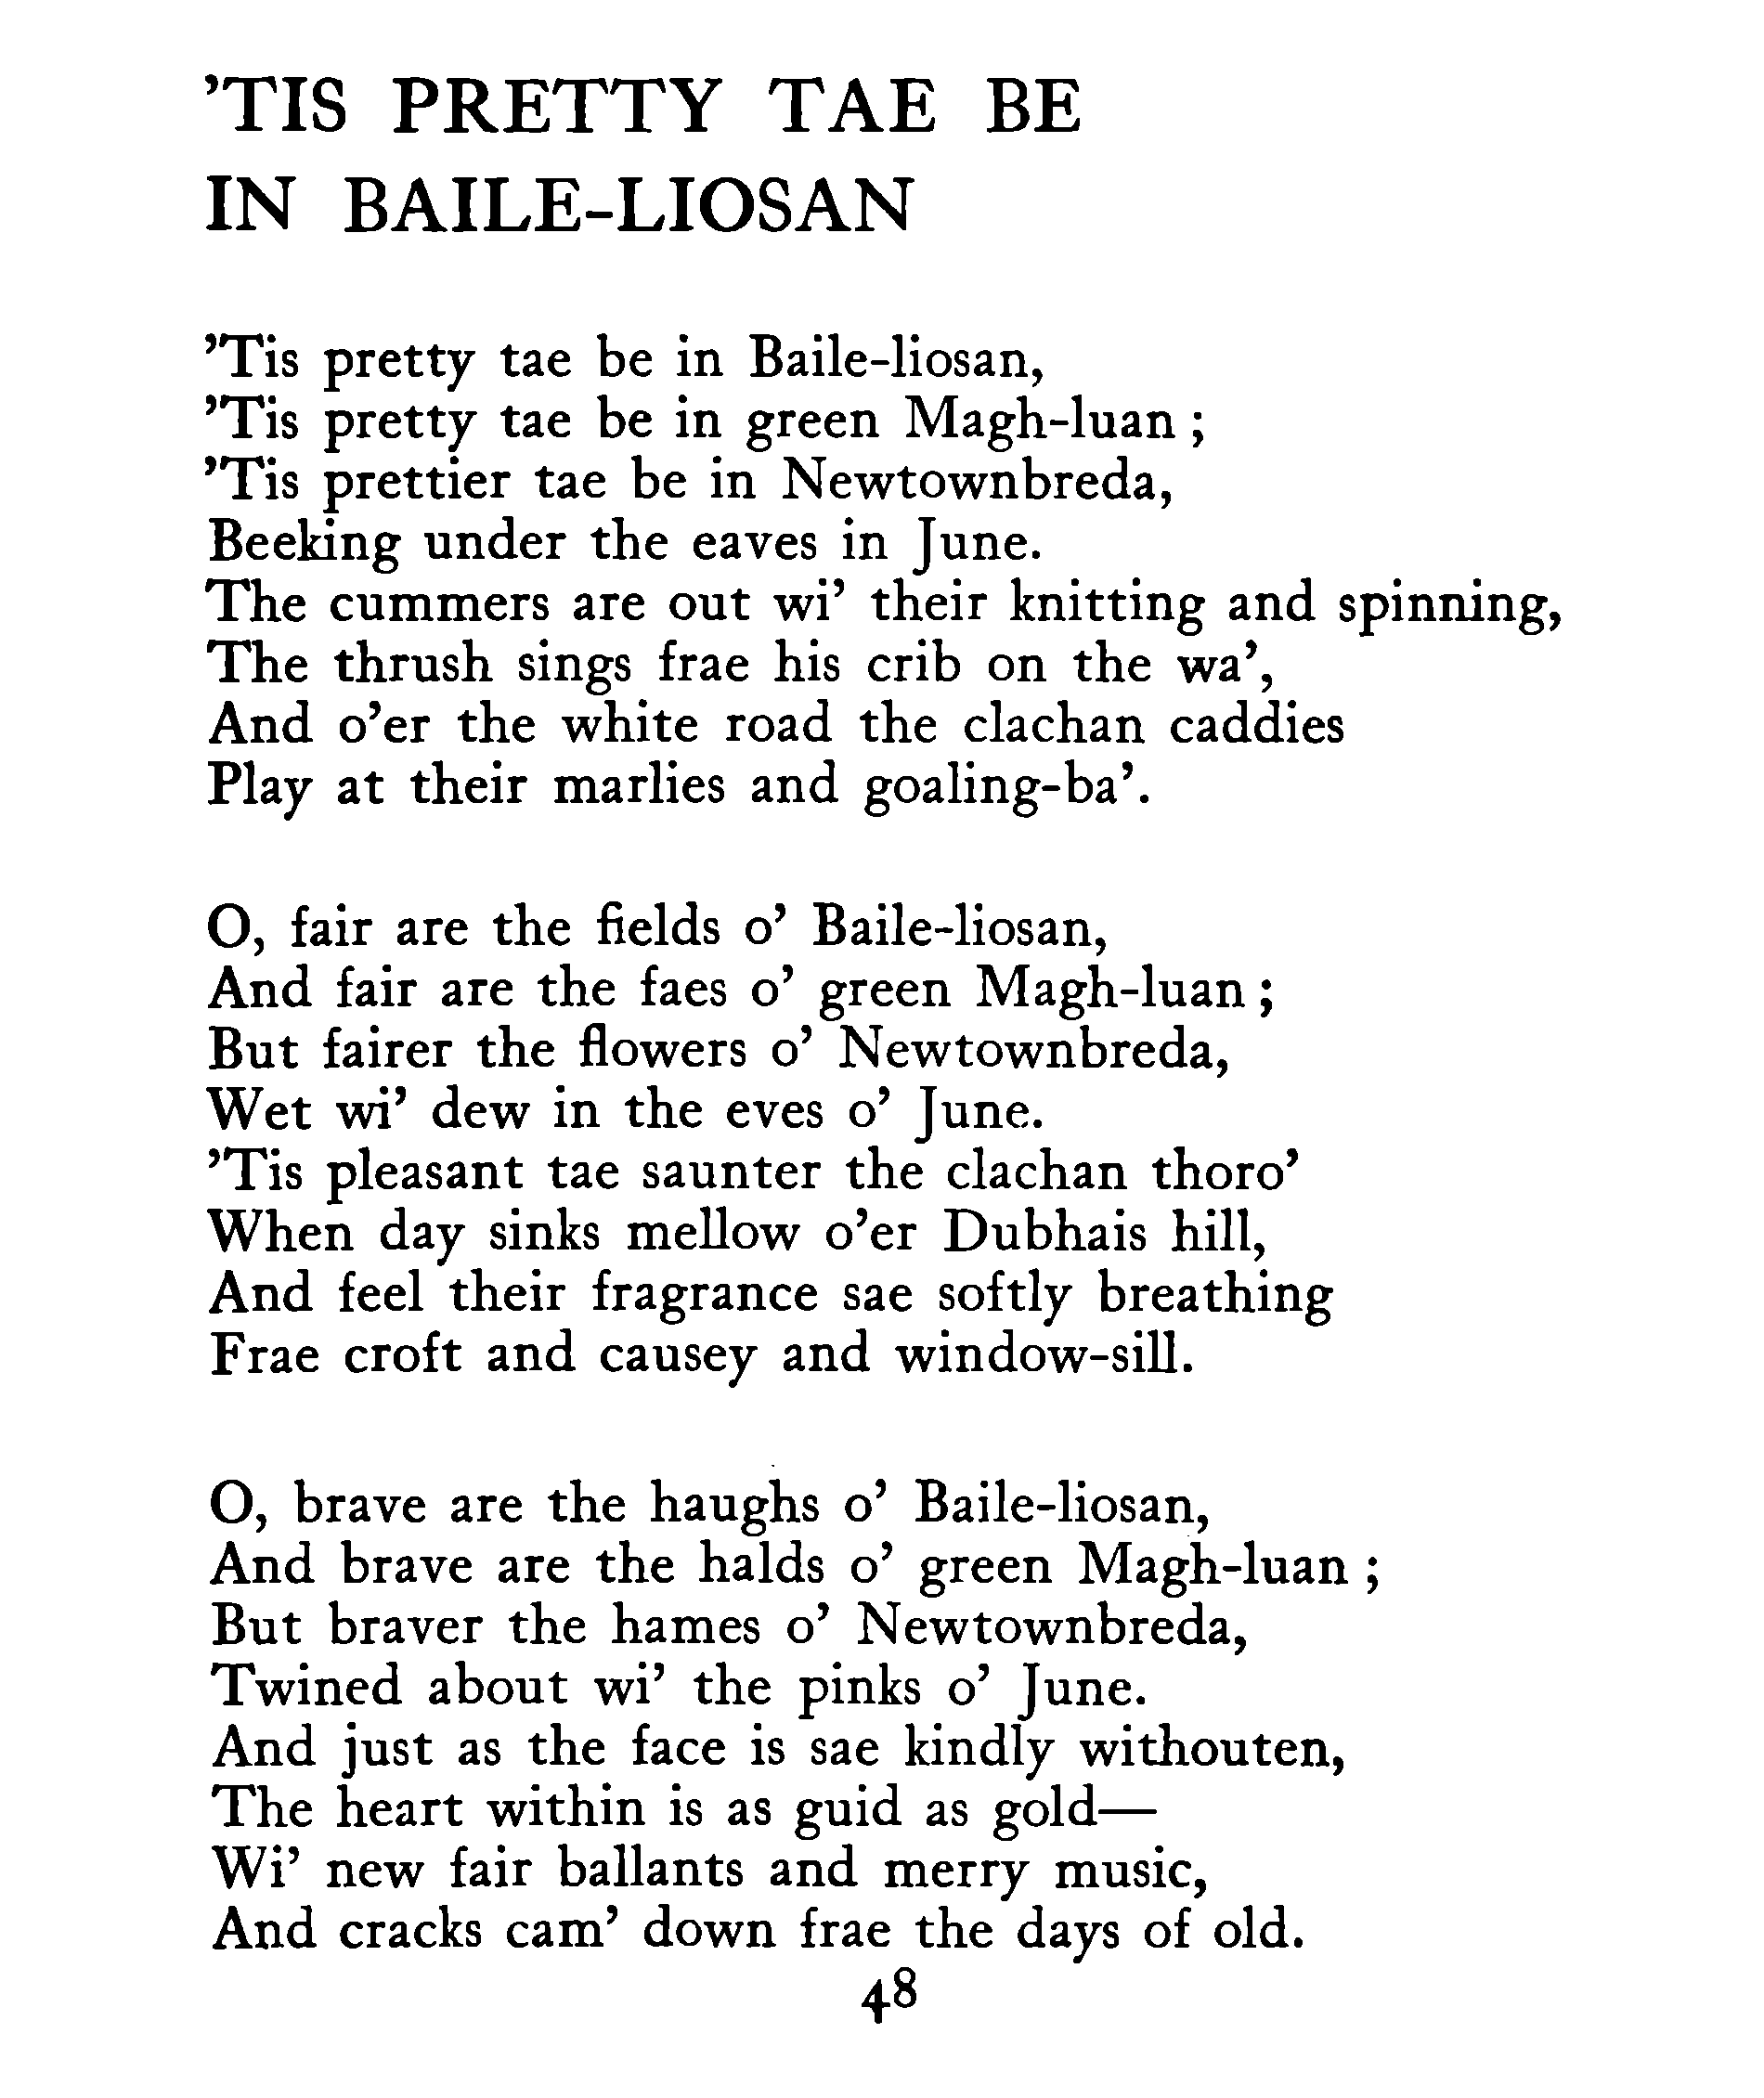 ’TIS PRETTY TAE BE
IN BAILE-LIOSAN
’Tis pretty tae be in Baile-liosan,
’Tis pretty tae be in green Magh-luan ;
’Tis prettier tae be in Newtownbreda,
Beeking under the eaves in June.
The cummers are out wi’ their knitting and spinning,
The thrush sings frae his crib on the wa’,
And o’er the white road the clachan caddies
Play at their marlies and goaling-ba’.
O, fair are the fields o’ Baile-liosan,
And fair are the faes o’ green Magh-luan ;
But fairer the flowers o’ Newtownbreda,
Wet wi’ dew in the eves o’ June.
’Tis pleasant tae saunter the clachan thoro’
When day sinks mellow o’er Dubhais hill,
And feel their fragrance sae softly breathing
Frae croft and causey and window-sill.
O, brave are the haughs o’ Baile-liosan,
And brave are the halds o’ green Magh-luan ;
But braver the hames o’ Newtownbreda,
Twined about wi’ the pinks o’ June.
And just as the face is sae kindly withouten,
The heart within is as guid as gold—
Wi’ new fair ballants and merry music,
And cracks cam’ down frae the days of old.
48